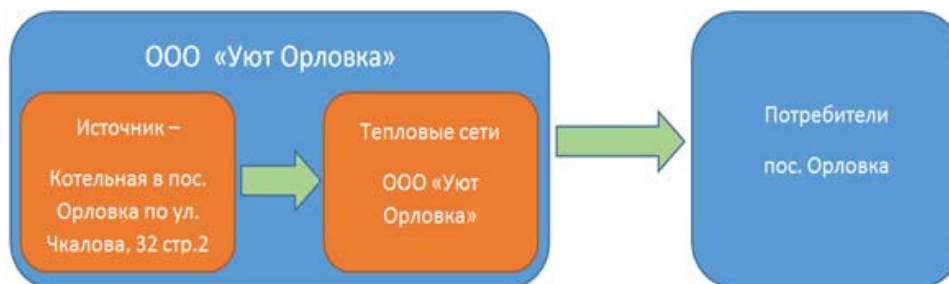 ООО «Уют Орловка»
Источник –
Котельная в пос.
Орловка по ул.
Чкалова, 32 стр.2
Тепловые сети
ООО «Уют
Орловка»
Потребители
пос. Орловка